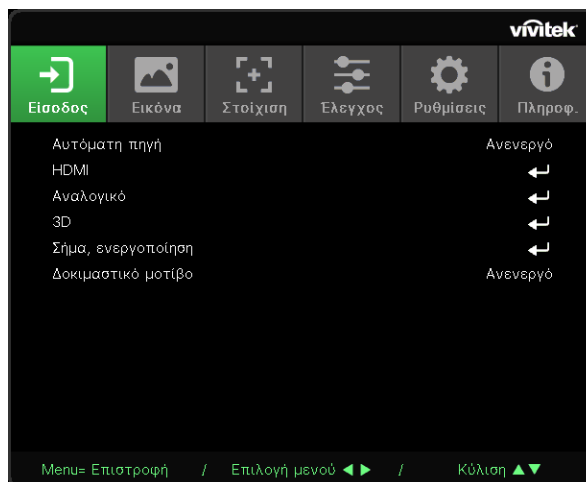 vivitek
Είσοδος Εικόνα Στοίχιση Έλεγχος Ρυθμίσεις Πληροφ.
Αυτόματη πηγή Ανενεργό
HDMI
Αναλογικό
3D
Σήμα, ενεργοποίηση
Δοκιμαστικό μοτίβο Ανενεργό
Menu= Επιστροφή / Επιλογή μενού ◀ ▶ / Κύλιση ▲▼